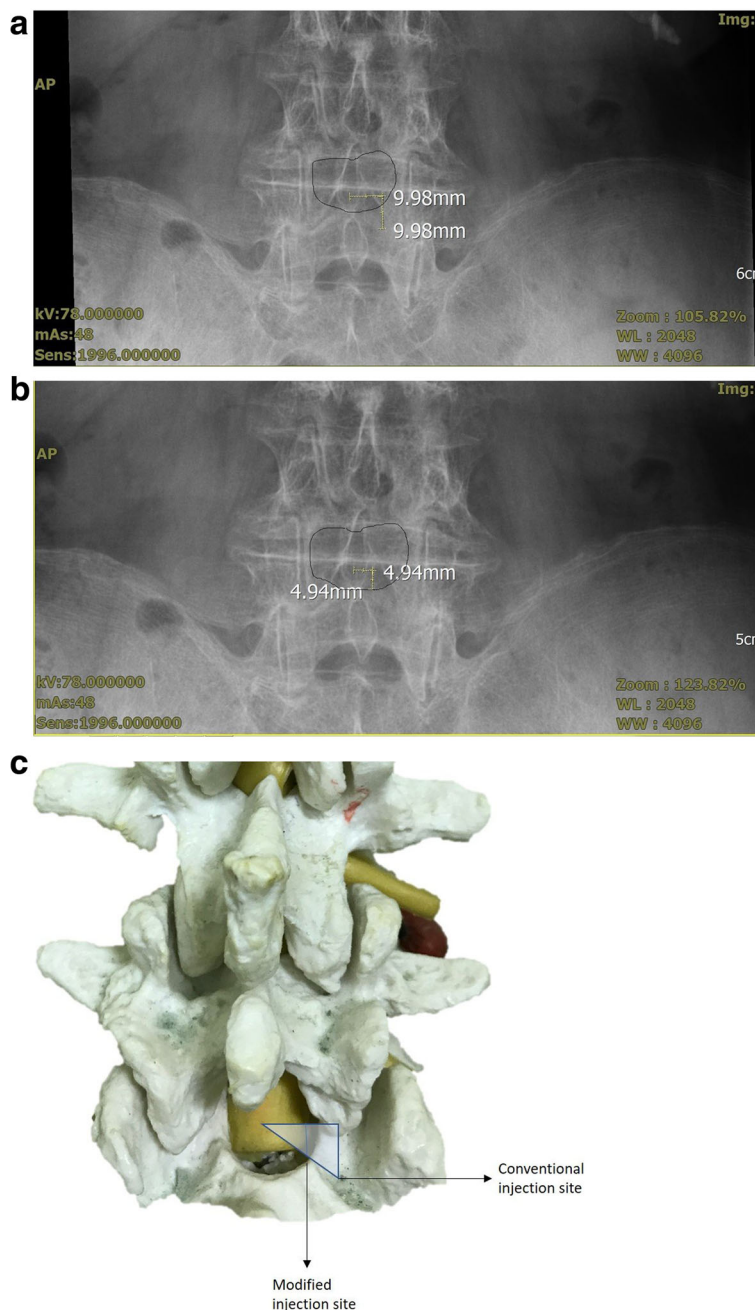 a
Img:
AP
9.98mm
9.98mm
6c
kV:78.000000
mAs:48
Sens:1996.000000
Zoom : 105.82%
WL : 2048
WW : 4096
b
Img:
AP
4.94mm
4.94mm
5c
kV:78.000000
mAs:48
Sens:1996.000000
Zoom : 123.82%
WL : 2048
WW : 4096
c
Conventional
injection site
Modified
injection site